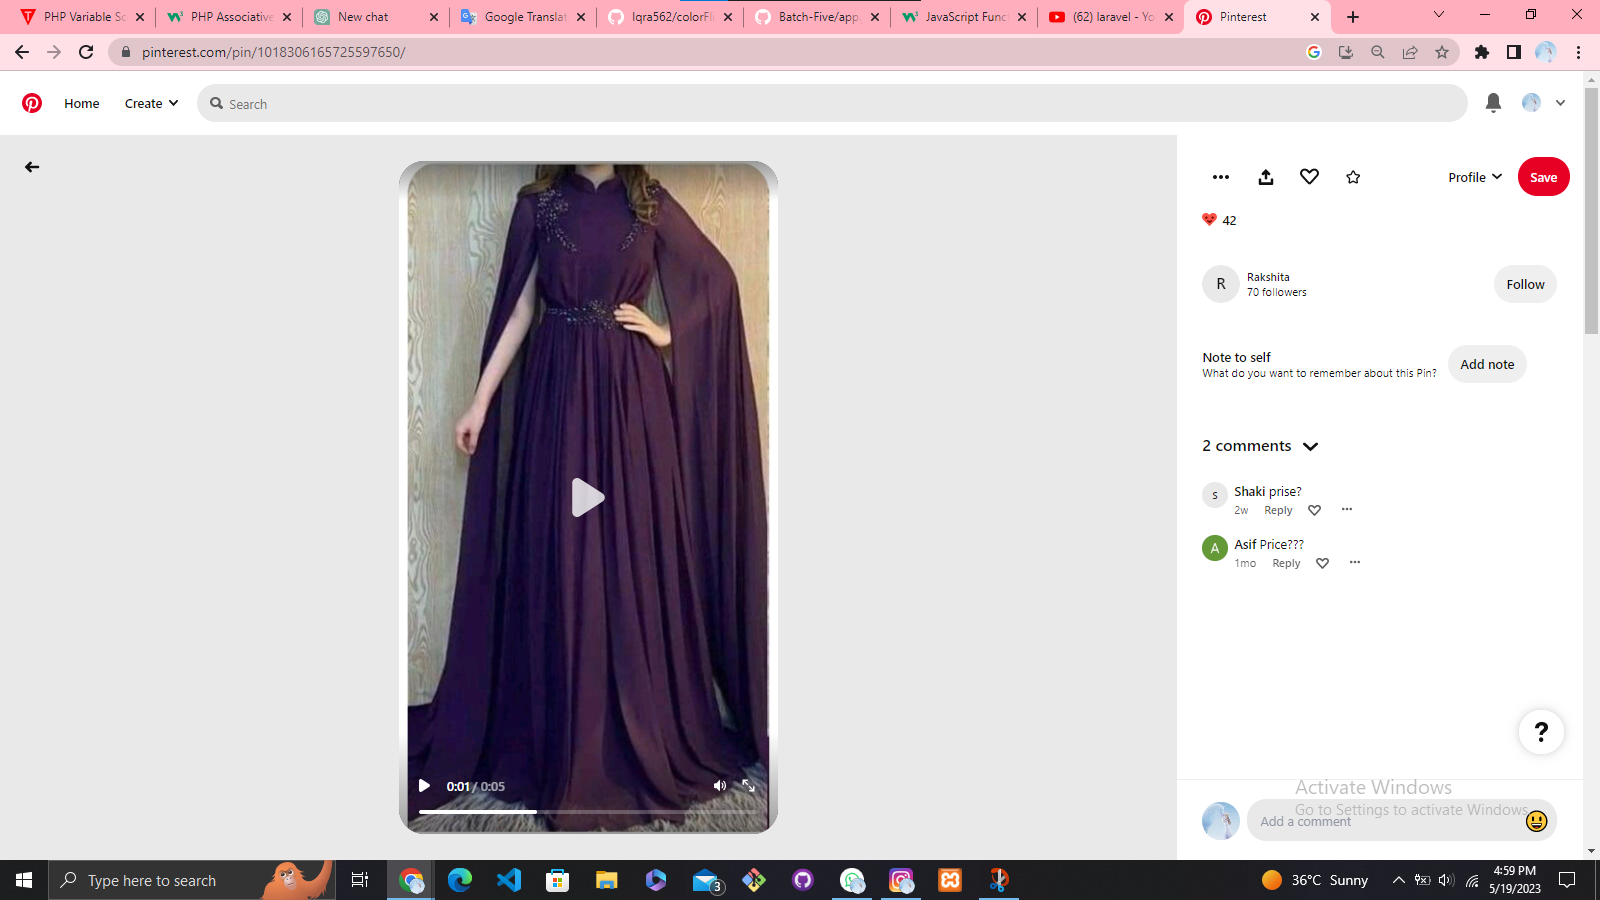 PHP Variable Sc
PHP Associative
New chat
Google Translat
Iqra562/colorFli
Batch-Five/app.
JavaScript Func
(62) laravel - Yo
Pinterest
pinterest.com/pin/1018306165725597650/
Home
Create
Search
Profile
Save
42
R
Rakshita
70 followers
Follow
Note to self
What do you want to remember about this Pin?
Add note
2 comments
S
Shaki prise?
2w Reply
A
Asif Price???
1mo Reply
0:01 / 0:05
?
Activate Windows
Go to Settings to activate Windows.
Add a comment
Type here to search
3
36°C Sunny
4:59 PM
5/19/2023